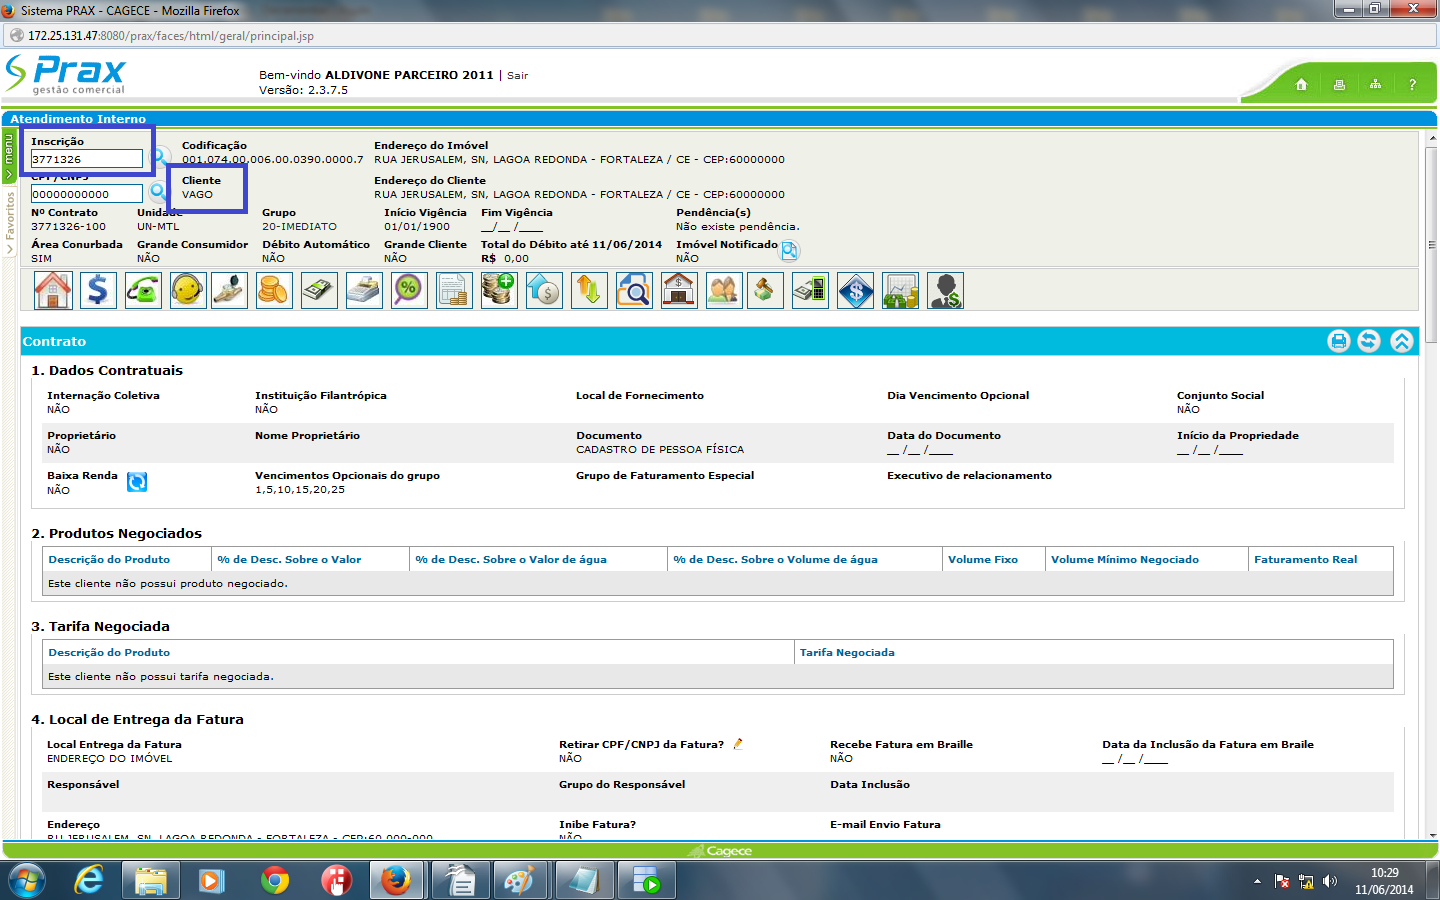 Sistema PRAX - CAGECE - Mozilla Firefox
172.25.131.47:8080/prax/faces/html/geral/principal.jsp
Prax
gestão comercial
Bem-vindo ALDIVONE PARCEIRO 2011 | Sair
Versão: 2.3.7.5
?
Atendimento Interno
menu
Favoritos
Inscrição Codificação Endereço do Imóvel
3771326 001.074.00.006.00.0390.0000.7 RUA JERUSALEM, SN, LAGOA REDONDA - FORTALEZA / CE - CEP:60000000
CPF/CNPJ Cliente Endereço do Cliente
00000000000 VAGO RUA JERUSALEM, SN, LAGOA REDONDA - FORTALEZA / CE - CEP:60000000
Nº Contrato Unidade Grupo Início Vigência Fim Vigência Pendência(s)
3771326-100 UN-MTL 20-IMEDIATO 01/01/1900 __/__ /____ Não existe pendência.
Área Conurbada Grande Consumidor Débito Automático Grande Cliente Total do Débito até 11/06/2014 Imóvel Notificado
SIM NÃO NÃO NÃO R$ 0,00 NÃO
Contrato
1. Dados Contratuais
Internação Coletiva Instituição Filantrópica Local de Fornecimento Dia Vencimento Opcional Conjunto Social
NÃO NÃO NÃO
Proprietário Nome Proprietário Documento Data do Documento Início da Propriedade
NÃO CADASTRO DE PESSOA FÍSICA __ /__ /____ __ /__ /____
Baixa Renda Vencimentos Opcionais do grupo Grupo de Faturamento Especial Executivo de relacionamento
NÃO 1,5,10,15,20,25
2. Produtos Negociados
Descrição do Produto % de Desc. Sobre o Valor % de Desc. Sobre o Valor de água % de Desc. Sobre o Volume de água Volume Fixo Volume Mínimo Negociado Faturamento Real
Este cliente não possui produto negociado.
3. Tarifa Negociada
Descrição do Produto Tarifa Negociada
Este cliente não possui tarifa negociada.
4. Local de Entrega da Fatura
Local Entrega da Fatura Retirar CPF/CNPJ da Fatura? Recebe Fatura em Braille Data da Inclusão da Fatura em Braile
ENDEREÇO DO IMÓVEL NÃO NÃO __ /__ /____
Responsável Grupo do Responsável Data Inclusão
Endereço Inibe Fatura? E-mail Envio Fatura
RU JERUSALEM, SN, LAGOA REDONDA - FORTALEZA - CEP:60.000-000 NÃO
Cagece
10:29
11/06/2014